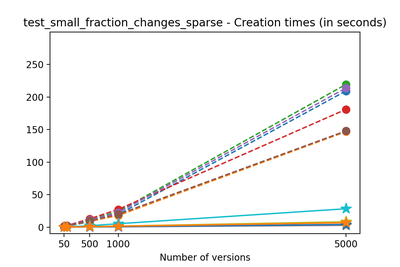 test_small_fraction_changes_sparse - Creation times (in seconds)
250
200
150
100
50
0
50 500 1000 5000
Number of versions